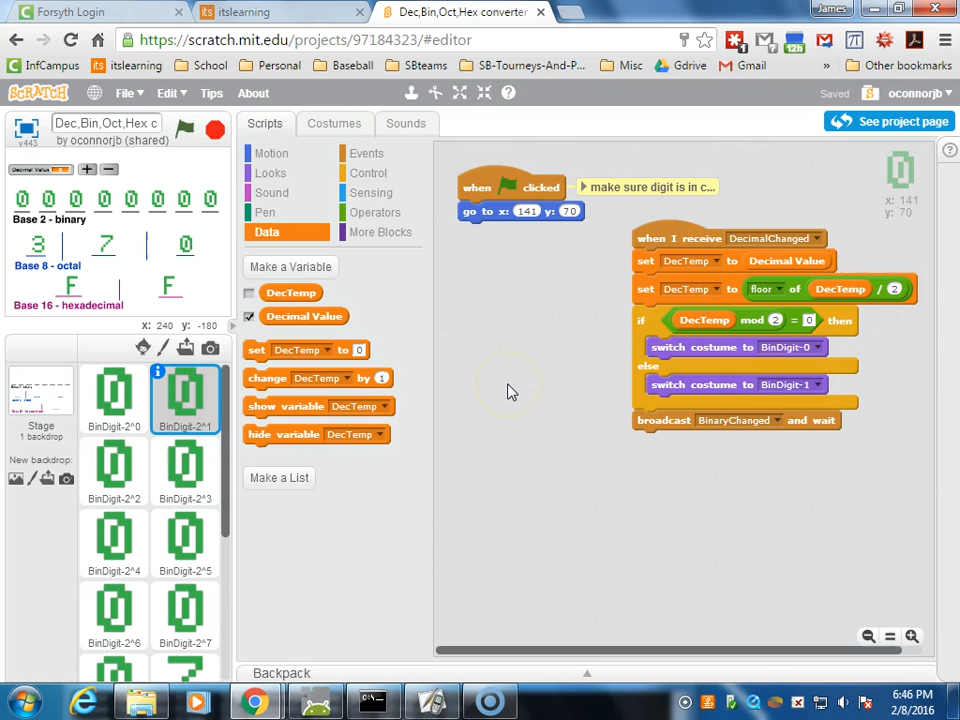 Forsyth Login
itslearning
Dec,Bin,Oct,Hex converter
James
https://scratch.mit.edu/projects/97184323/#editor
InfCampus
itslearning
School
Personal
Baseball
SBteams
SB-Tourneys-And-P...
Misc
Gdrive
Gmail
»
Other bookmarks
SCRATCH
File
Edit
Tips
About
Saved
oconnorjb
v443
Dec,Bin,Oct,Hex c
by oconnorjb (shared)
Scripts
Costumes
Sounds
See project page
Decimal Value
0 0 0 0 0 0 0 0
Base 2 - binary
3 7 0
Base 8 - octal
F F
Base 16 - hexadecimal
X: 240 y: -180
Motion
Looks
Sound
Pen
Data
Events
Control
Sensing
Operators
More Blocks
Make a Variable
DecTemp
Decimal Value
set DecTemp to 0
change DecTemp by 1
show variable DecTemp
hide variable DecTemp
Make a List
when clicked
make sure digit is in c...
go to x: 141 y: 70
0
x: 141
y: 70
when I receive DecimalChanged
set DecTemp to Decimal Value
set DecTemp to floor of DecTemp / 2
if DecTemp mod 2 = 0 then
switch costume to BinDigit-0
else
switch costume to BinDigit-1
broadcast BinaryChanged and wait
Stage
1 backdrop
New backdrop:
BinDigit-2^0
BinDigit-2^1
BinDigit-2^2
BinDigit-2^3
BinDigit-2^4
BinDigit-2^5
BinDigit-2^6
BinDigit-2^7
Backpack
6:46 PM
2/8/2016